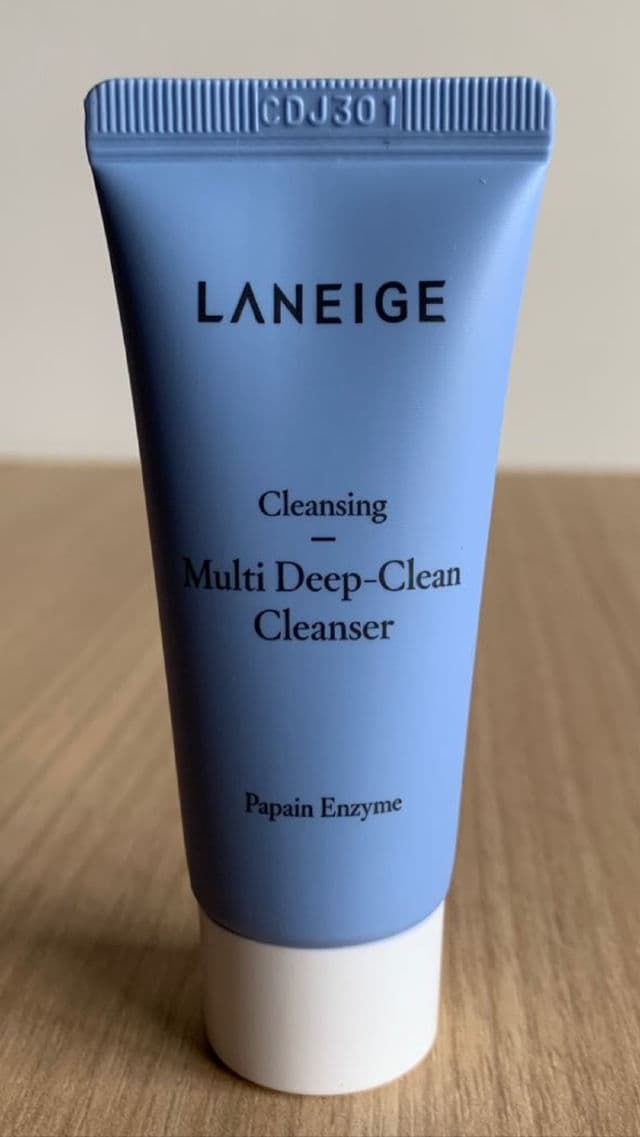 CDJ301
LANEIGE
Cleansing
Multi Deep-Clean
Cleanser
Papain Enzyme